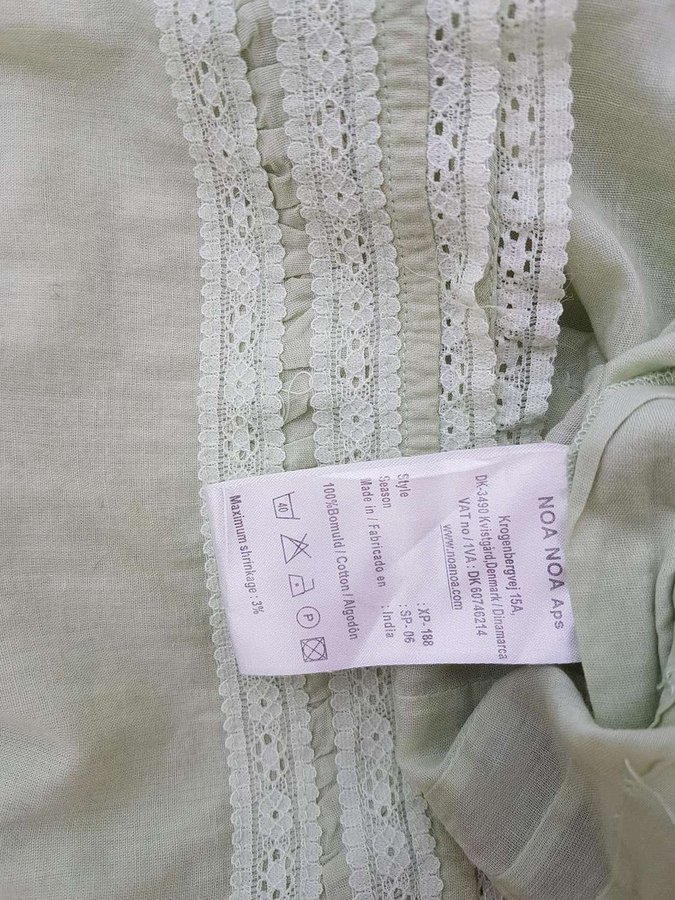 NOA NOA Aps
Krogenbergvej 15A,
DK-3490 Kvistgård,Denmark / Dinamarca
VAT no / IVA : DK 60746214
www.noanoa.com
Style : XP-188
Season : SP- 06
Made in / Fabricado en : India
100%Bomuld / Cotton / Algodón
40 P
Maximum shrinkage : 3%